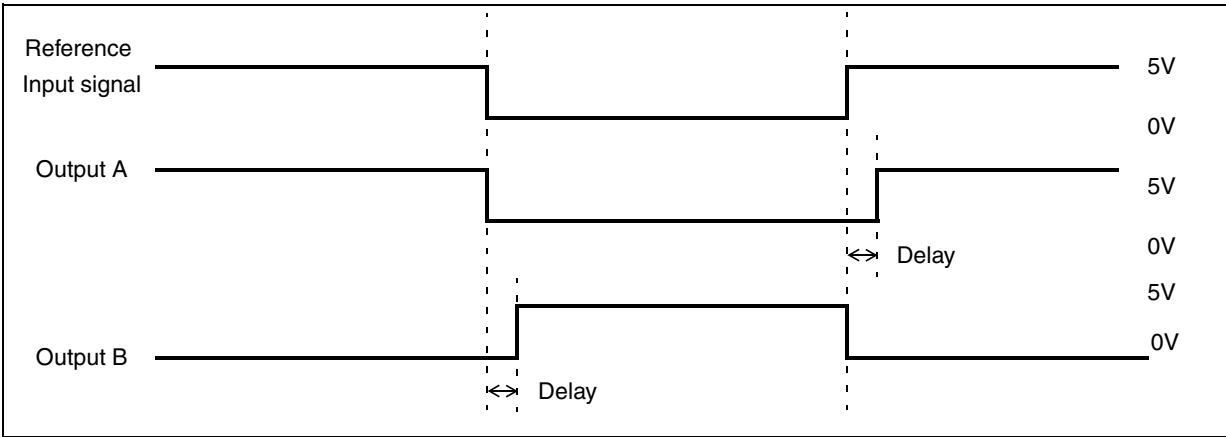 Reference
Input signal
5V
0V
Output A
5V
0V
Delay
5V
Output B
0V
Delay